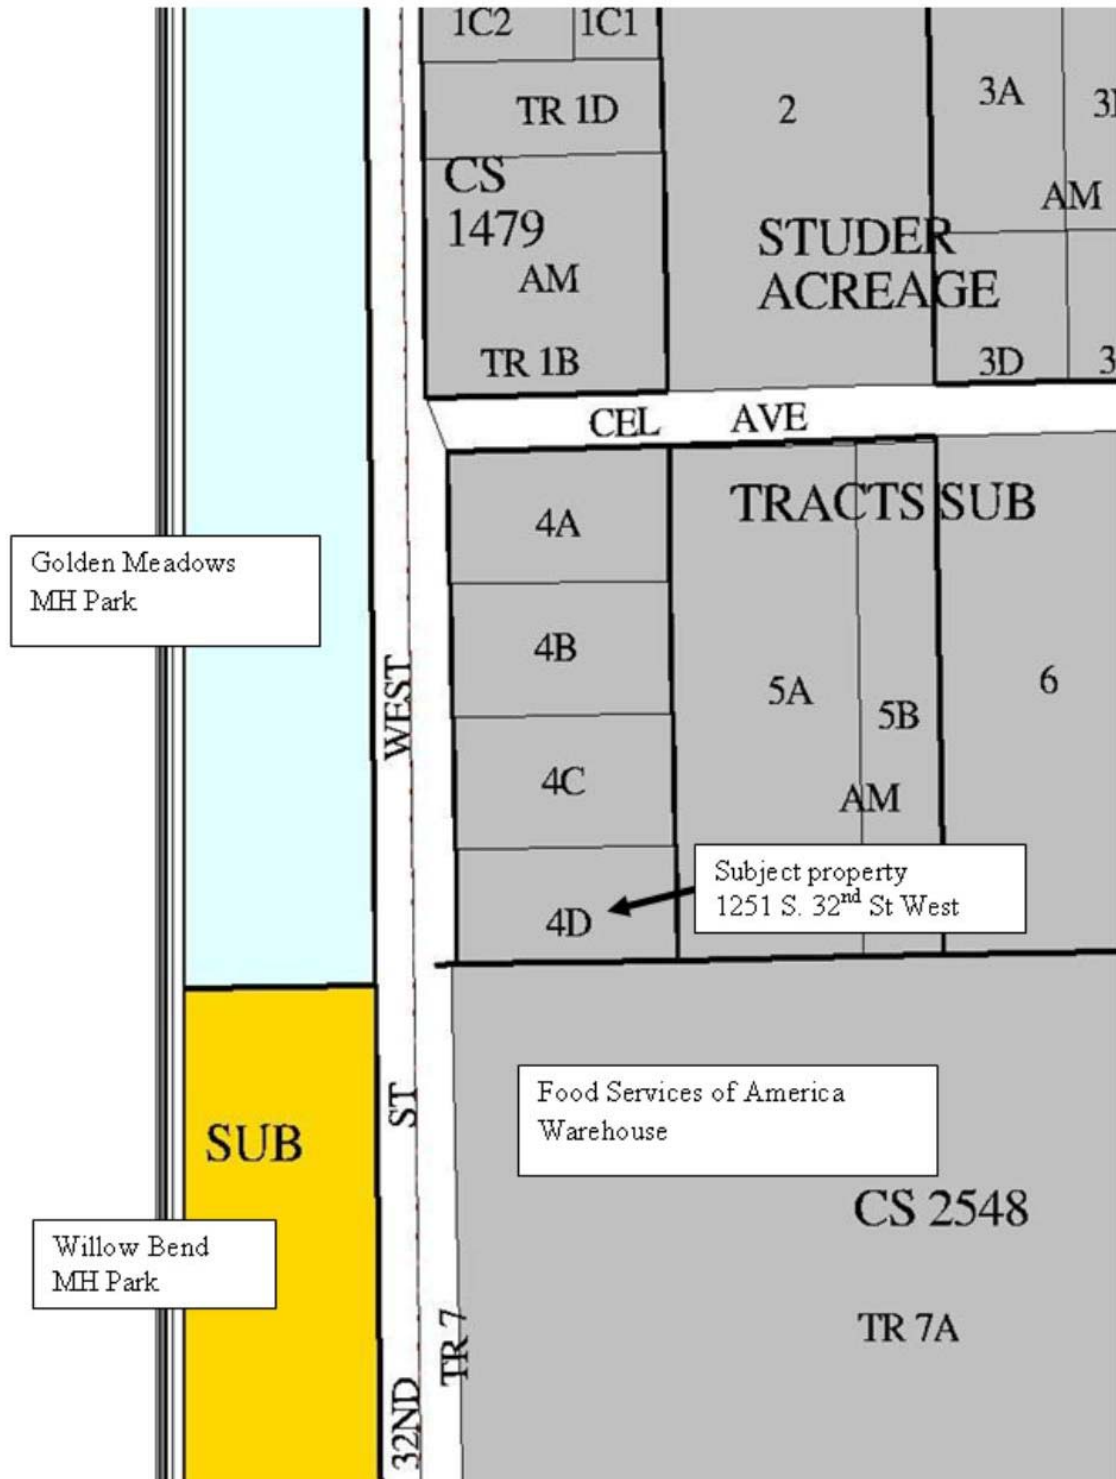 1C2
1C1
TR 1D
2
3A
CS
1479
AM
STUDER
ACREAGE
AM
AM
TR 1B
3D
3
CEL AVE
TRACTS SUB
4A
Golden Meadows
MH Park
4B
WEST
5A
5B
6
4C
AM
Subject property
1251 S. 32nd St West
4D
Food Services of America
Warehouse
ST
SUB
CS 2548
Willow Bend
MH Park
TR 7A
TR 7
32ND